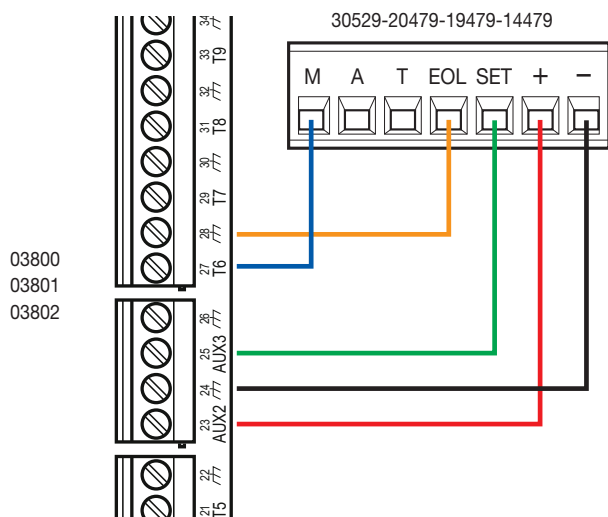 30529-20479-19479-14479
M A T EOL SET + −
34
33 T9
32
31 T8
30
29 T7
28
27 T6
03800
03801
03802
26
25 AUX3
24
23 AUX2
22
21 T5